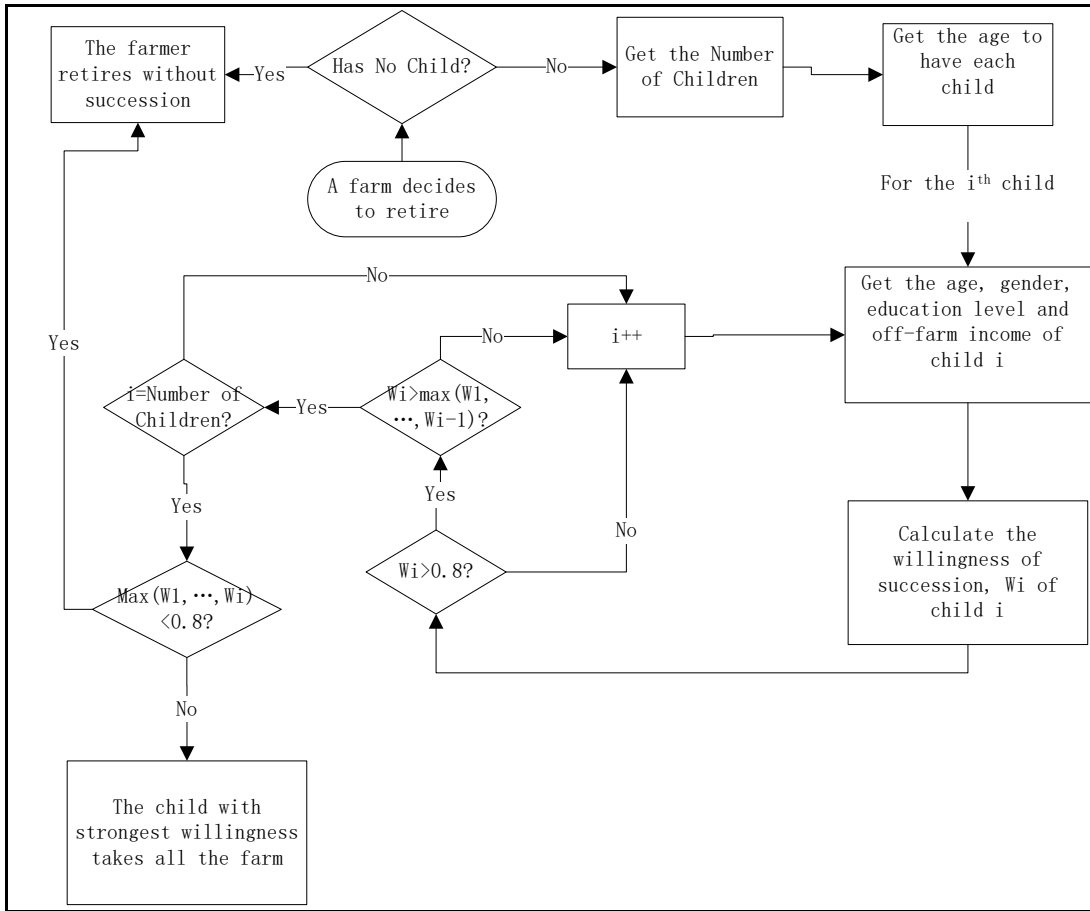 The farmer
retires without
succession
Yes
Has No Child?
No
Get the Number
of Children
Get the age to
have each
child
A farm decides
to retire
For the iᵗʰ child
No
Get the age, gender,
education level and
off-farm income of
child i
i++
No
Yes
i=Number of
Children?
Yes
Wi>max(W1,
…,Wi-1)?
Yes
No
Yes
Wi>0.8?
Calculate the
willingness of
succession, Wi of
child i
Max(W1,…,Wi)
<0.8?
No
The child with
strongest willingness
takes all the farm